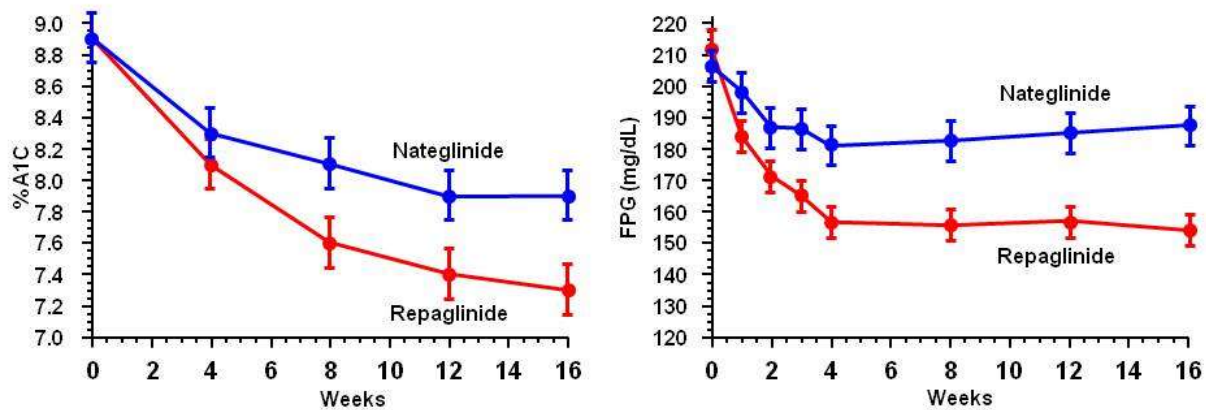 %A1C
9.0
8.8
8.6
8.4
8.2
8.0
7.8
7.6
7.4
7.2
7.0
Nateglinide
Repaglinide
0 2 4 6 8 10 12 14 16
Weeks
FPG (mg/dL)
220
210
200
190
180
170
160
150
140
130
120
Nateglinide
Repaglinide
0 2 4 6 8 10 12 14 16
Weeks